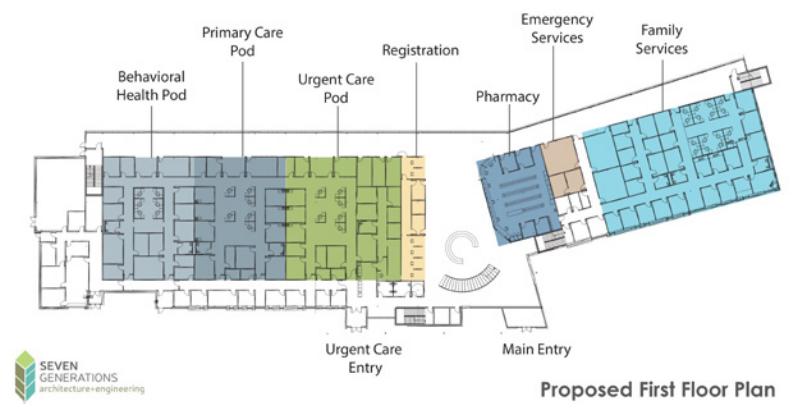 Emergency
Services
Family
Services
Primary Care
Pod
Registration
Urgent Care
Pod
Behavioral
Health Pod
Pharmacy
Urgent Care
Entry
Main Entry
SEVEN
GENERATIONS
architecture+engineering
Proposed First Floor Plan